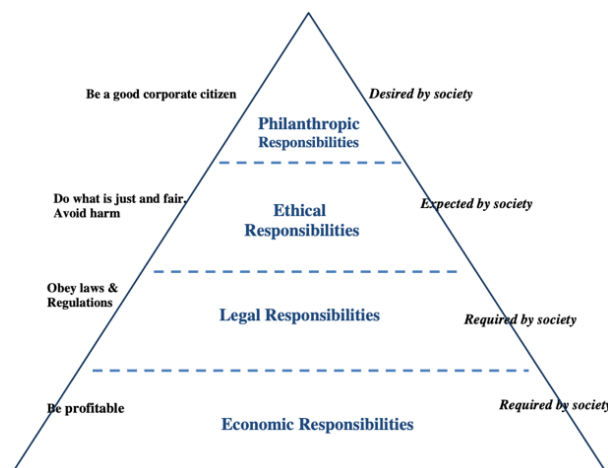 Be a good corporate citizen
Desired by society
Philanthropic
Responsibilities
Do what is just and fair,
Avoid harm
Expected by society
Ethical
Responsibilities
Obey laws &
Regulations
Legal Responsibilities
Required by society
Be profitable
Required by society
Economic Responsibilities